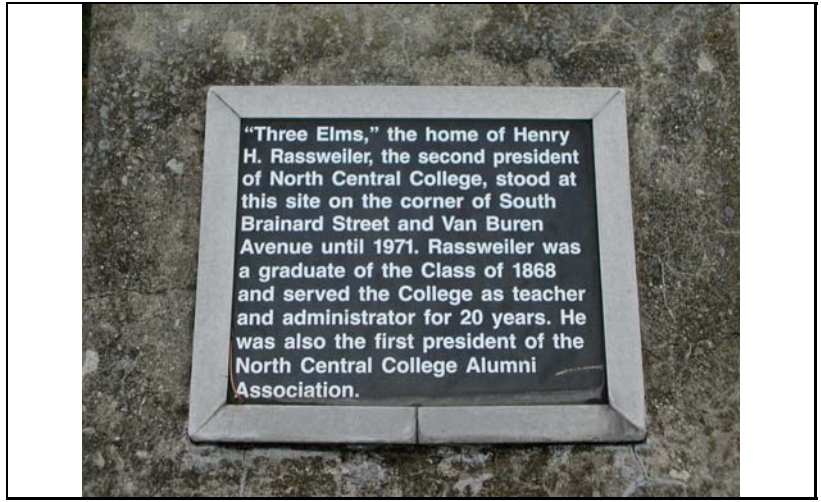 “Three Elms,” the home of Henry
H. Rassweiler, the second president
of North Central College, stood at
this site on the corner of South
Brainard Street and Van Buren
Avenue until 1971. Rassweiler was
a graduate of the Class of 1868
and served the College as teacher
and administrator for 20 years. He
was also the first president of the
North Central College Alumni
Association.